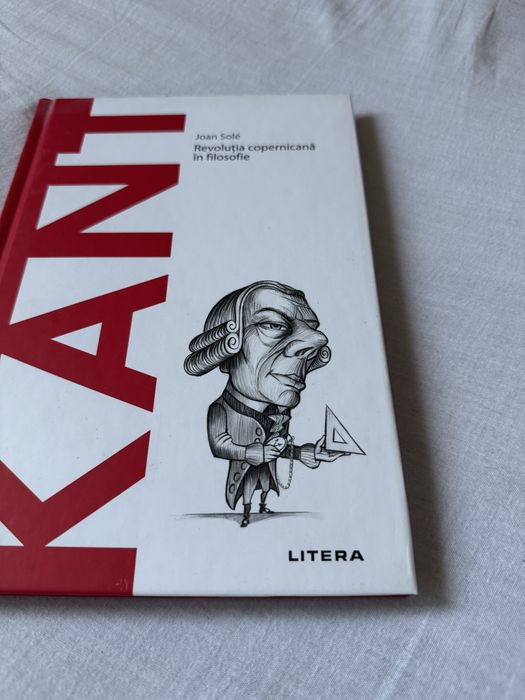 KANT
Joan Solé
Revoluția copernicană
în filosofie
LITERA